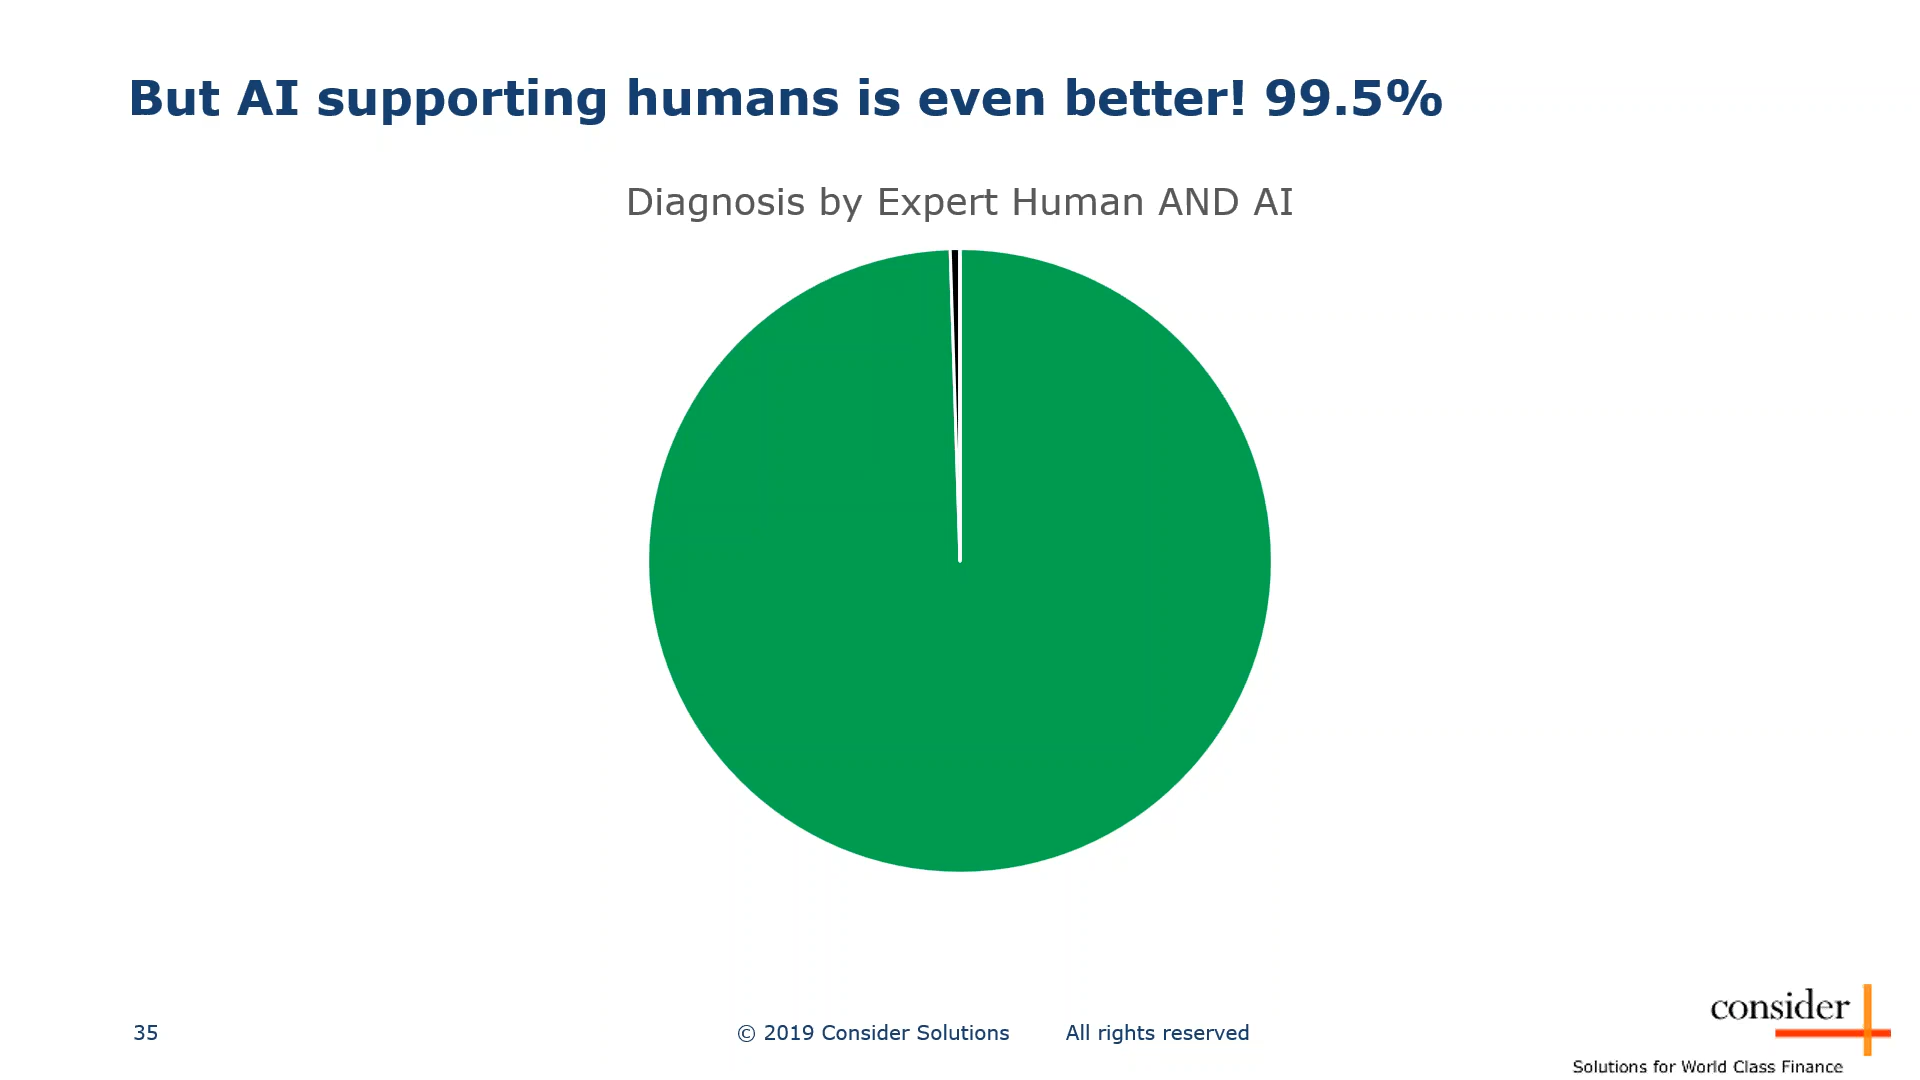 But AI supporting humans is even better! 99.5%
Diagnosis by Expert Human AND AI
35
© 2019 Consider Solutions All rights reserved
consider
Solutions for World Class Finance